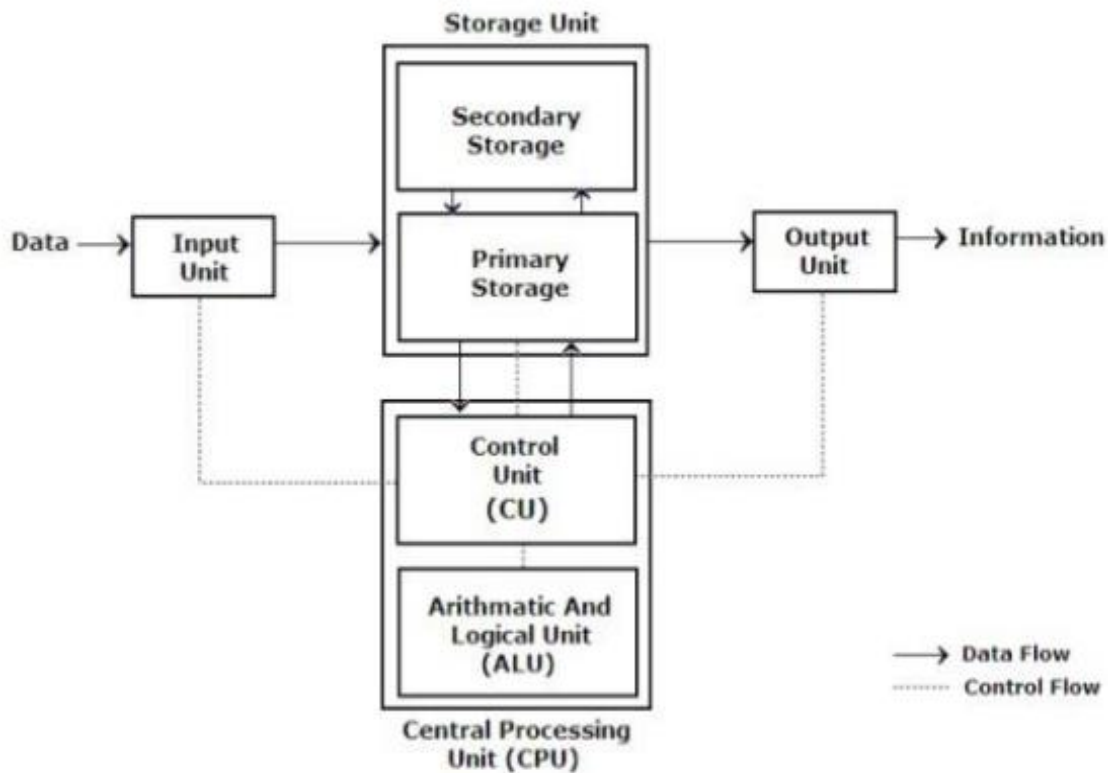 Storage Unit
Secondary
Storage
Data
Input
Unit
Primary
Storage
Output
Unit
Information
Control
Unit
(CU)
Arithmatic And
Logical Unit
(ALU)
Data Flow
Control Flow
Central Processing
Unit (CPU)